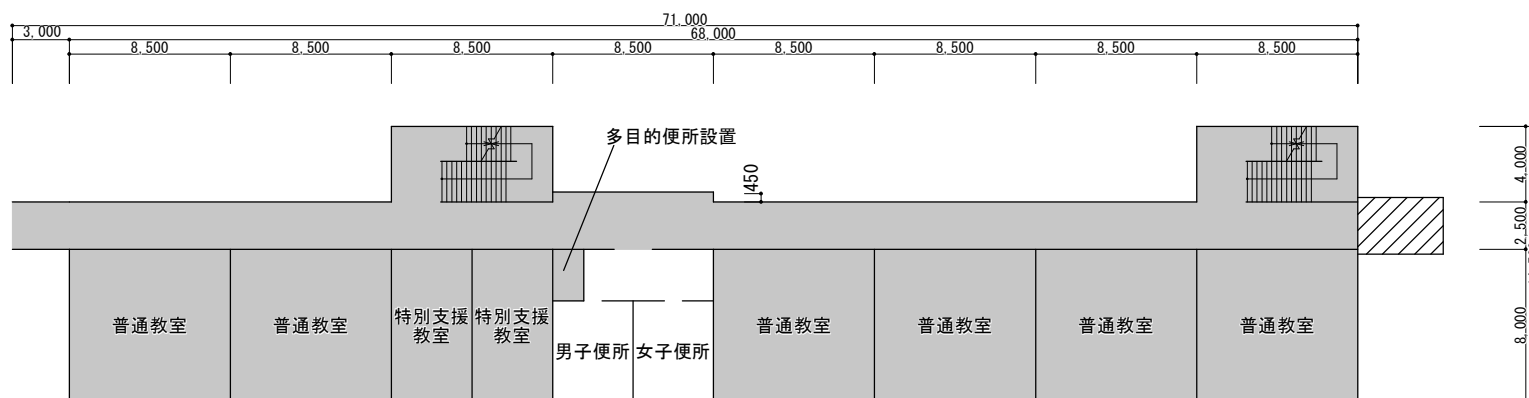 71,000
3,000
68,000
8,500
8,500
8,500
8,500
8,500
8,500
8,500
8,500
多目的便所設置
450
4,000
2,500
8,000
普通教室
普通教室
特別支援
教室
特別支援
教室
男子便所
女子便所
普通教室
普通教室
普通教室
普通教室